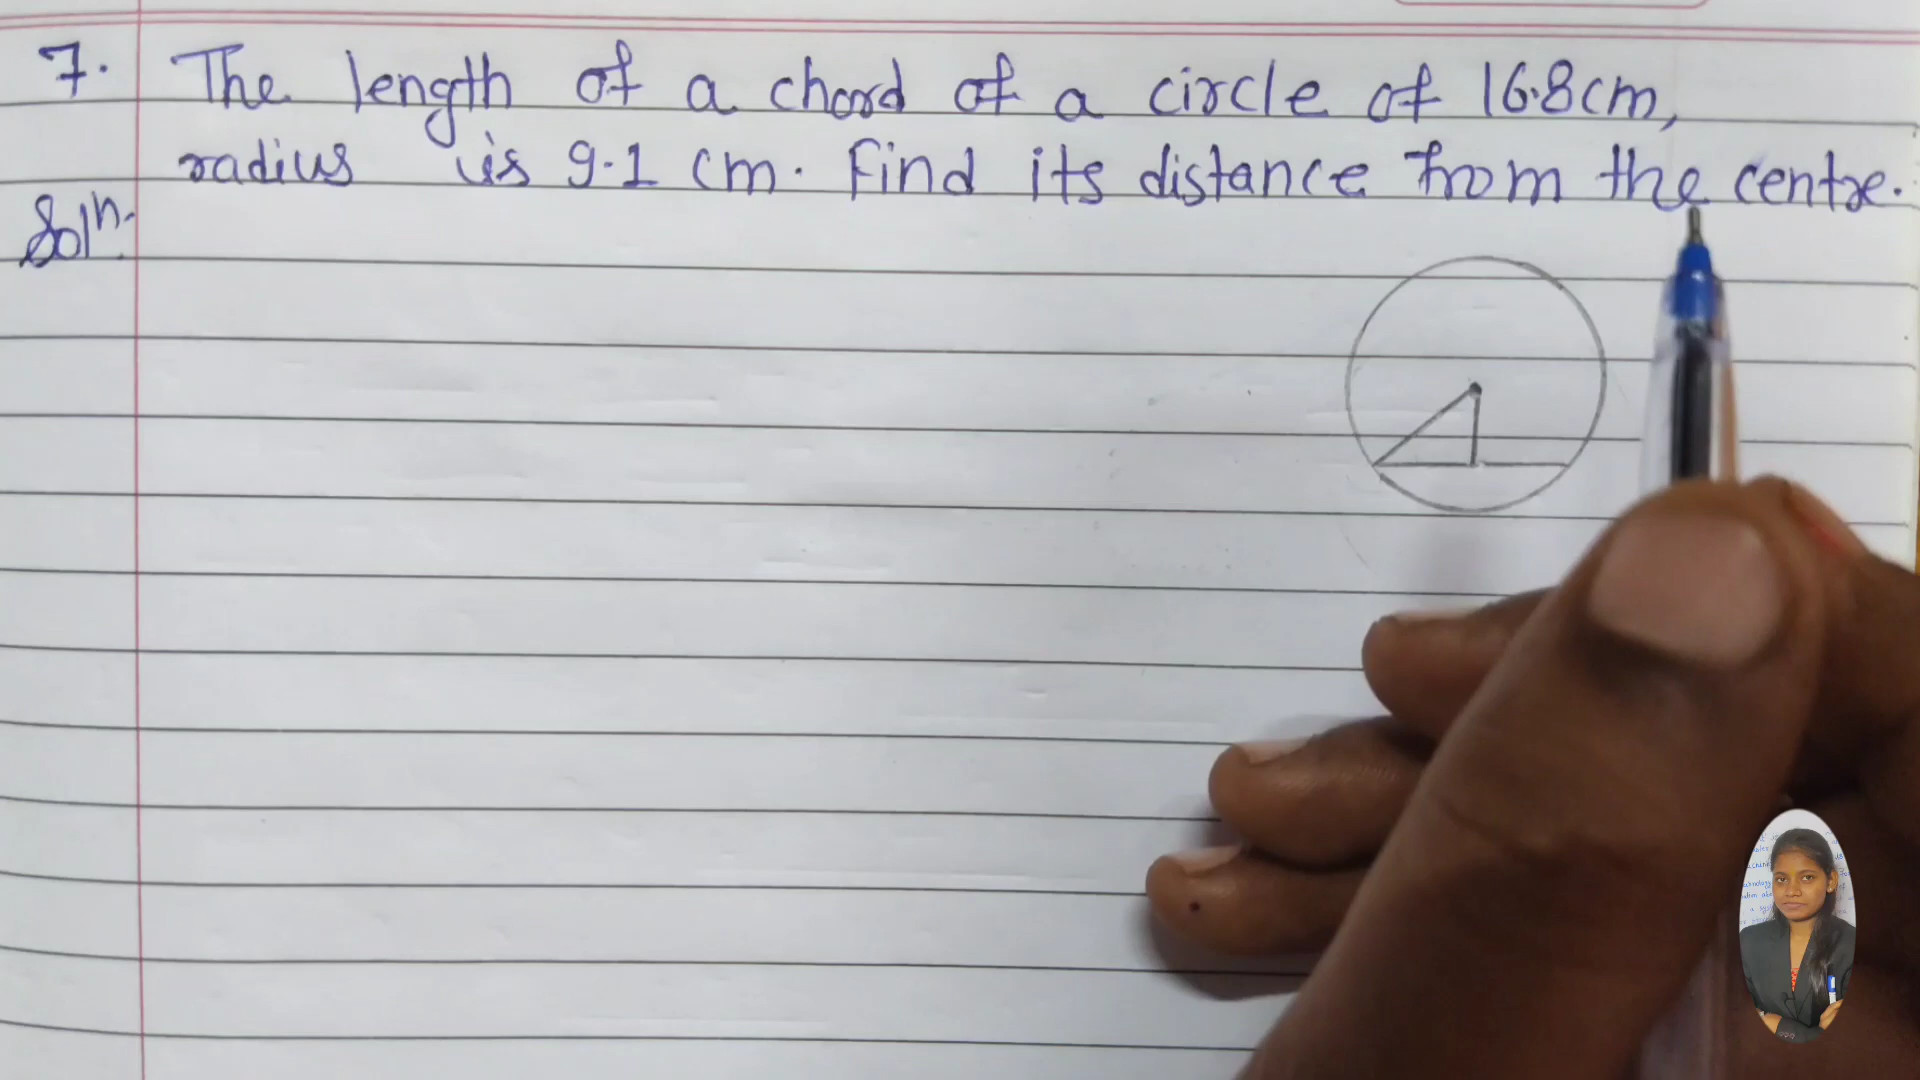 7. The length of a chord of a circle of 16.8cm,
radius is 9.1 cm. Find its distance from the centre.
Solⁿ.